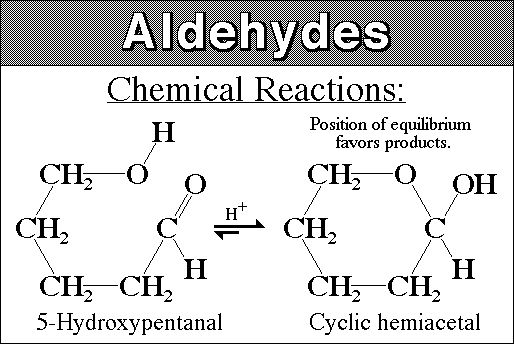 Aldehydes
Chemical Reactions:
Position of equilibrium
favors products.
H
CH₂ O
O
CH₂ C
H
CH₂ CH₂
H⁺
CH₂ O
OH
CH₂ C
H
CH₂ CH₂
5-Hydroxypentanal
Cyclic hemiacetal